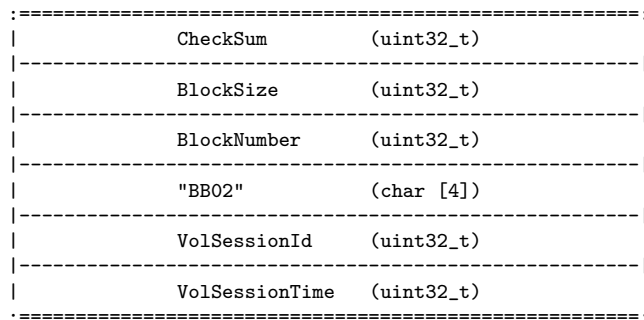 :=======================================================:
| CheckSum (uint32_t)
|-------------------------------------------------------|
| BlockSize (uint32_t)
|-------------------------------------------------------|
| BlockNumber (uint32_t)
|-------------------------------------------------------|
| "BB02" (char [4])
|-------------------------------------------------------|
| VolSessionId (uint32_t)
|-------------------------------------------------------|
| VolSessionTime (uint32_t)
:=======================================================: